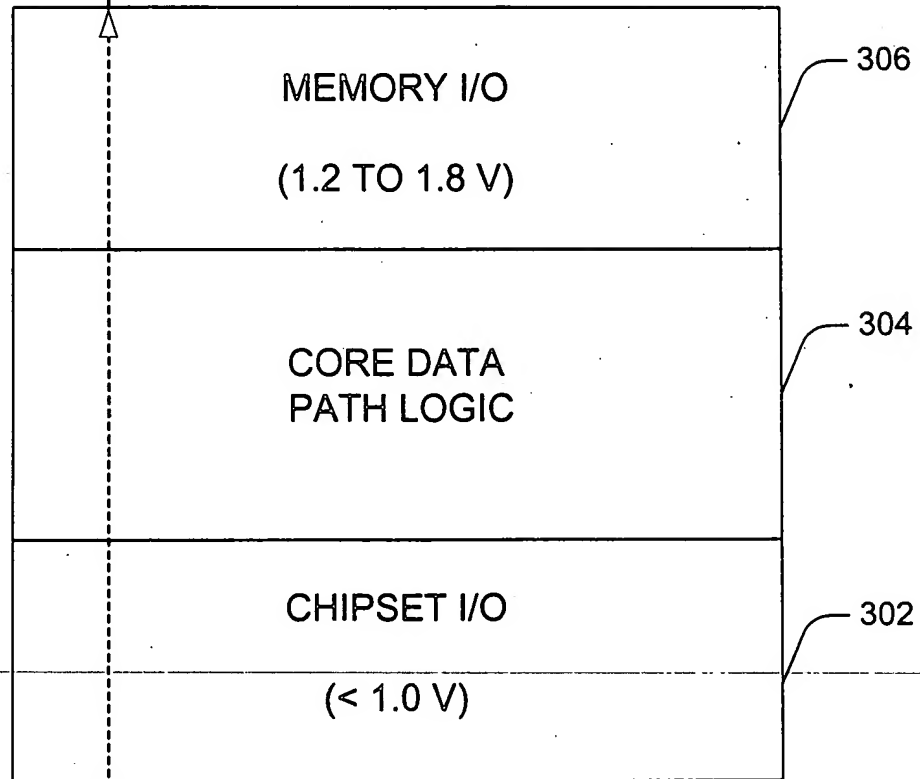 MEMORY I/O
306
(1.2 TO 1.8 V)
304
CORE DATA
PATH LOGIC
CHIPSET I/O
302
(< 1.0 V)